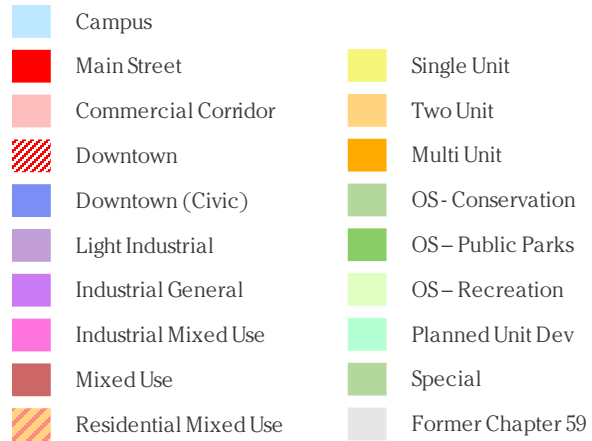 Campus
Main Street
Commercial Corridor
Downtown
Downtown (Civic)
Light Industrial
Industrial General
Industrial Mixed Use
Mixed Use
Residential Mixed Use
Single Unit
Two Unit
Multi Unit
OS - Conservation
OS – Public Parks
OS – Recreation
Planned Unit Dev
Special
Former Chapter 59